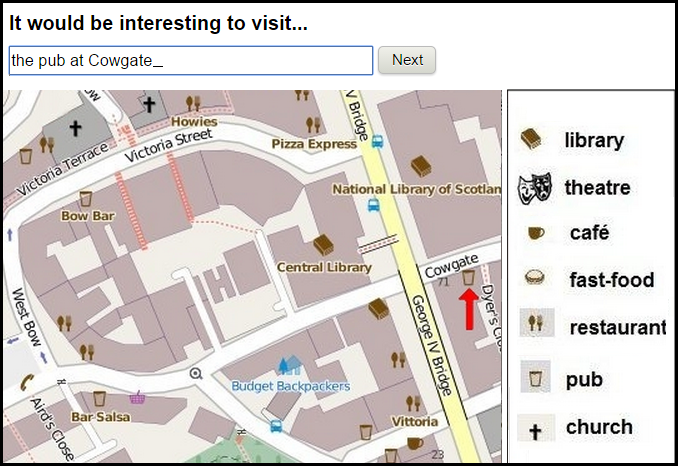 It would be interesting to visit...
the pub at Cowgate_
Next
V Bridge
Howies
Pizza Express
Victoria Terrace
Victoria Street
National Library of Scotlan
Bow Bar
Central Library
Cowgate
71
Dyer's Clo
West Bow
George IV Bridge
Budget Backpackers
Bar Salsa
Aird's Close
Vittoria
23
library
theatre
café
fast-food
restaurant
pub
church